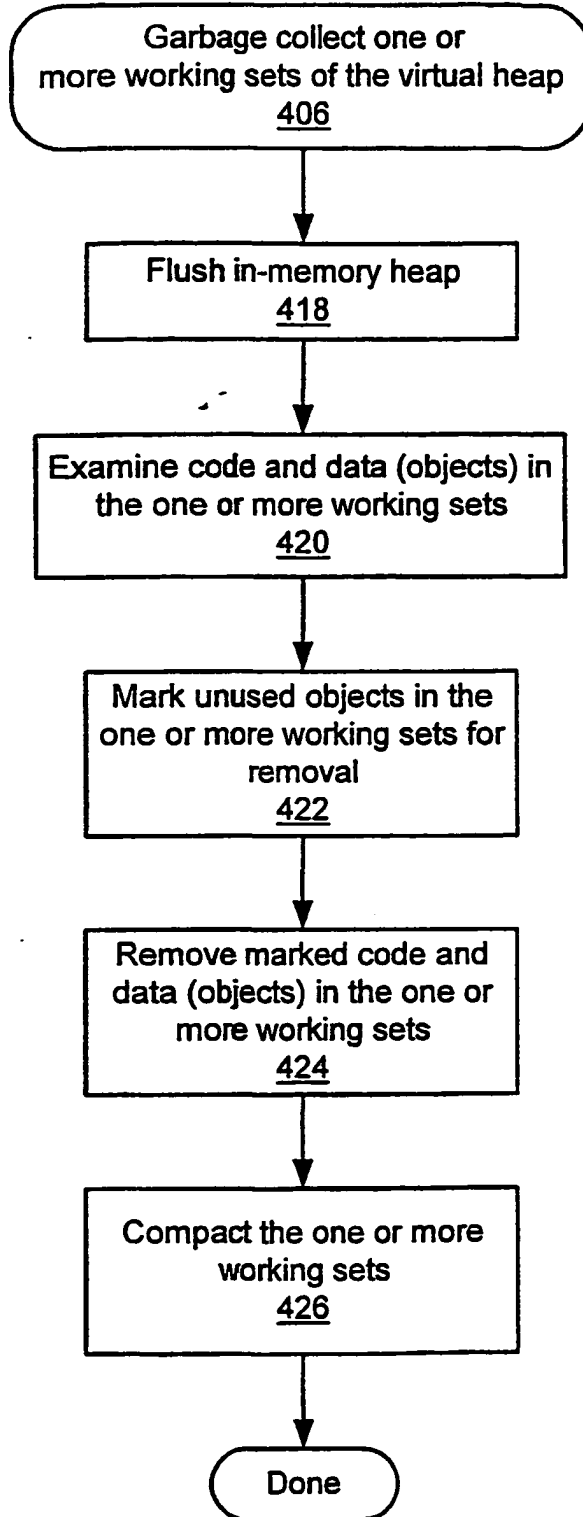 Garbage collect one or
more working sets of the virtual heap
406
Flush in-memory heap
418
Examine code and data (objects) in
the one or more working sets
420
Mark unused objects in the
one or more working sets for
removal
422
Remove marked code and
data (objects) in the one or
more working sets
424
Compact the one or more
working sets
426
Done